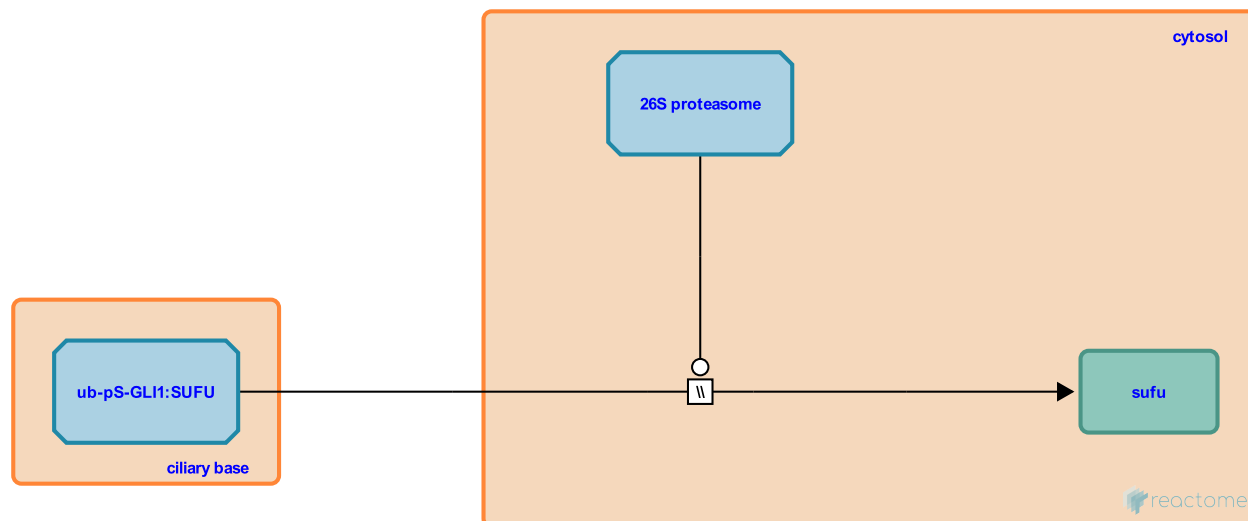 cytosol
26S proteasome
\\
ub-pS-GLI1:SUFU
sufu
ciliary base
reactome